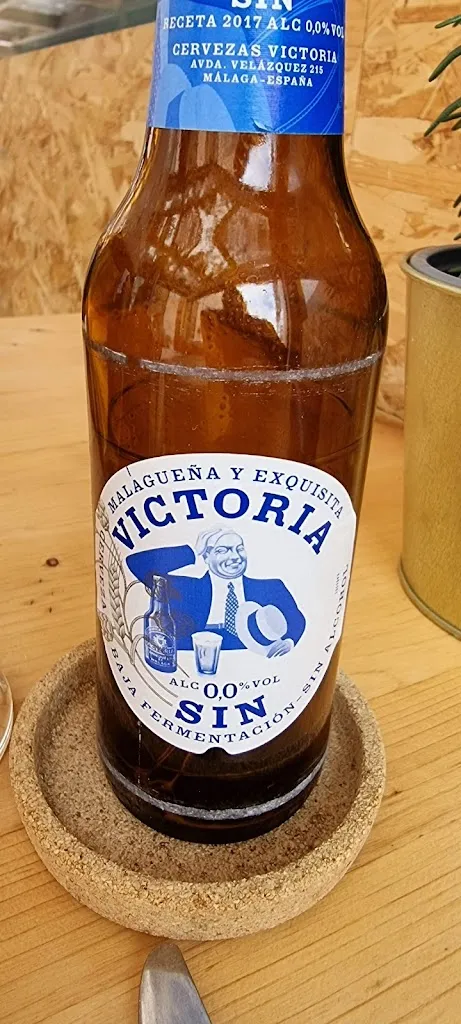 SIN
RECETA 2017 ALC 0,0% VOL
CERVEZAS VICTORIA
AVDA. VELÁZQUEZ 215
MÁLAGA-ESPAÑA
MALAGUEÑA Y EXQUISITA
VICTORIA
ALC 0,0% VOL
SIN
BAJA FERMENTACIÓN - SIN ALCOHOL